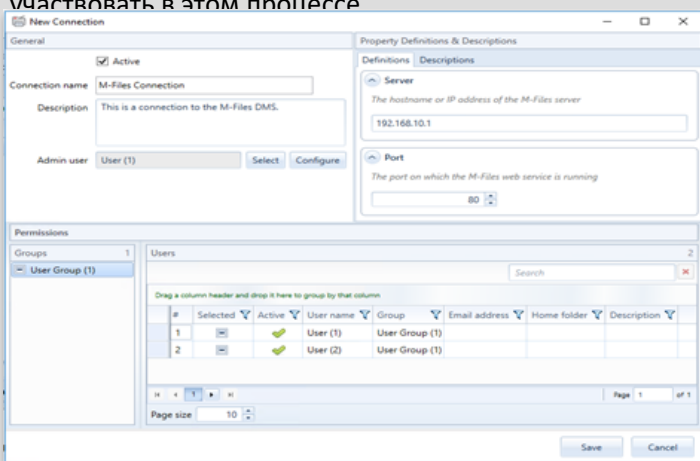 участвовать в этом процессе
New Connection
General
Active
Connection name M-Files Connection
Description This is a connection to the M-Files DMS.
Admin user User (1) Select Configure
Property Definitions & Descriptions
Definitions Descriptions
Server
The hostname or IP address of the M-Files server
192.168.10.1
Port
The port on which the M-Files web service is running
80
Permissions
Groups 1
User Group (1)
Users 2
Search
Drag a column header and drop it here to group by that column
# Selected Active User name Group Email address Home folder Description
1 User (1) User Group (1)
2 User (2) User Group (1)
1 Page 1 of 1
Page size 10
Save Cancel